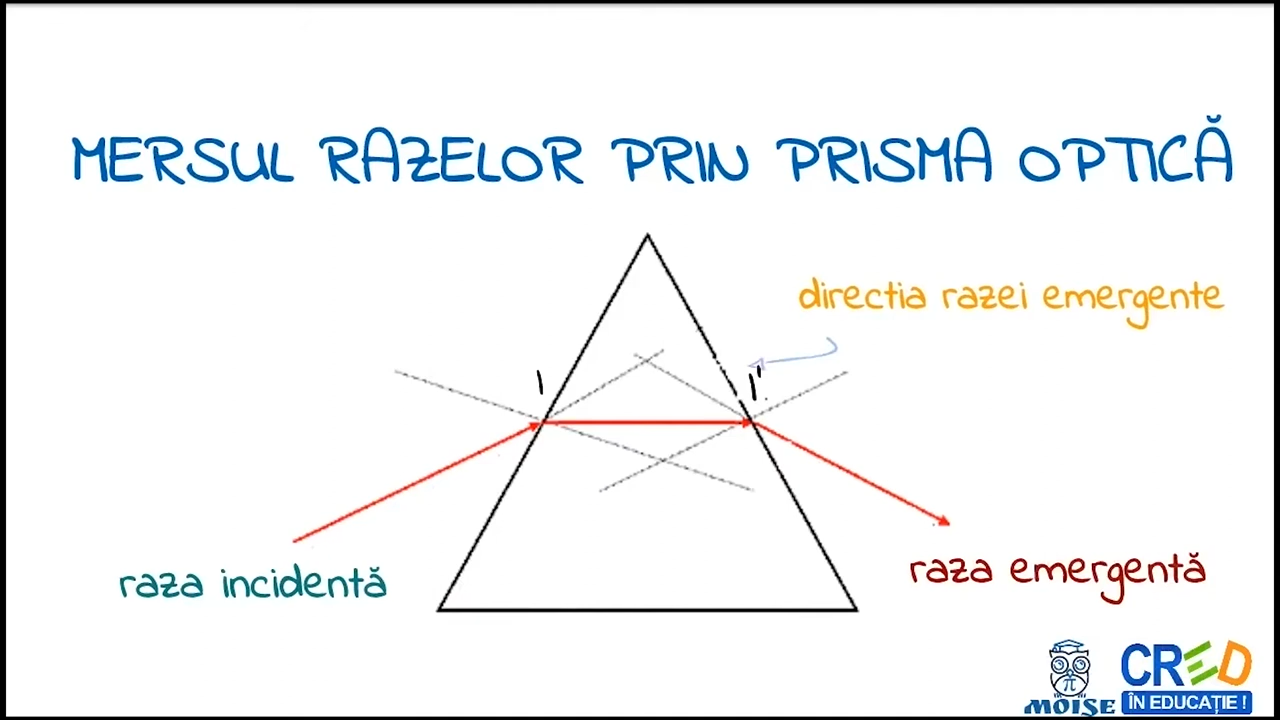 MERSUL RAZELOR PRIN PRISMA OPTICĂ
directia razei emergente
I
I'
raza incidentă
raza emergentă
π
MOISE
CRED
ÎN EDUCAȚIE!